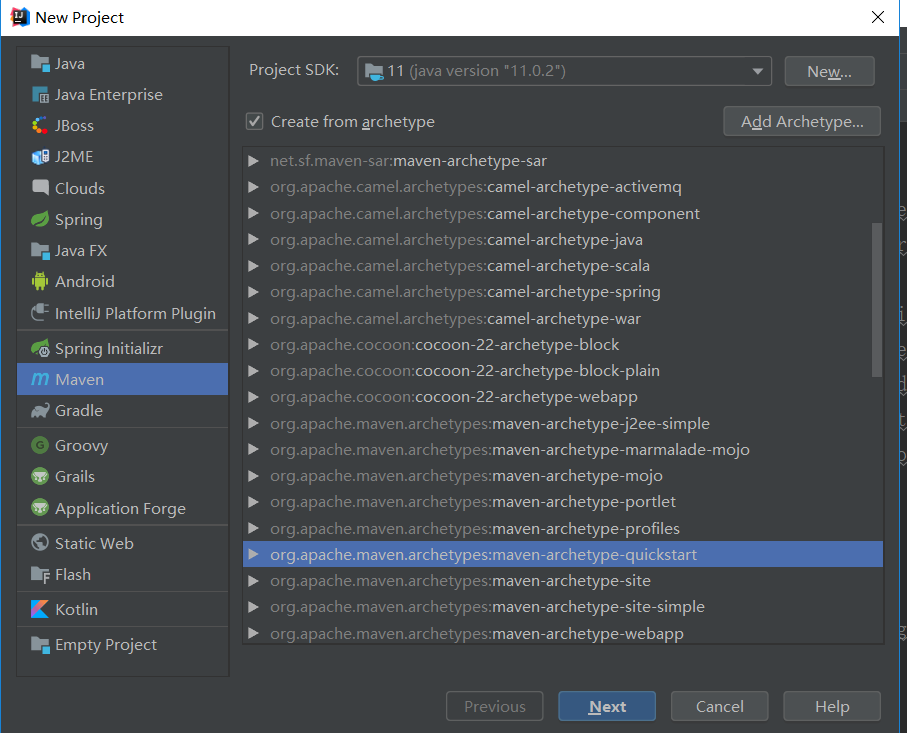 New Project
Java
Java Enterprise
JBoss
J2ME
Clouds
Spring
Java FX
Android
IntelliJ Platform Plugin
Spring Initializr
Maven
Gradle
Groovy
Grails
Application Forge
Static Web
Flash
Kotlin
Empty Project
Project SDK: 11 (java version "11.0.2") New...
Create from archetype Add Archetype...
net.sf.maven-sar:maven-archetype-sar
org.apache.camel.archetypes:camel-archetype-activemq
org.apache.camel.archetypes:camel-archetype-component
org.apache.camel.archetypes:camel-archetype-java
org.apache.camel.archetypes:camel-archetype-scala
org.apache.camel.archetypes:camel-archetype-spring
org.apache.camel.archetypes:camel-archetype-war
org.apache.cocoon:cocoon-22-archetype-block
org.apache.cocoon:cocoon-22-archetype-block-plain
org.apache.cocoon:cocoon-22-archetype-webapp
org.apache.maven.archetypes:maven-archetype-j2ee-simple
org.apache.maven.archetypes:maven-archetype-marmalade-mojo
org.apache.maven.archetypes:maven-archetype-mojo
org.apache.maven.archetypes:maven-archetype-portlet
org.apache.maven.archetypes:maven-archetype-profiles
org.apache.maven.archetypes:maven-archetype-quickstart
org.apache.maven.archetypes:maven-archetype-site
org.apache.maven.archetypes:maven-archetype-site-simple
org.apache.maven.archetypes:maven-archetype-webapp
Previous Next Cancel Help